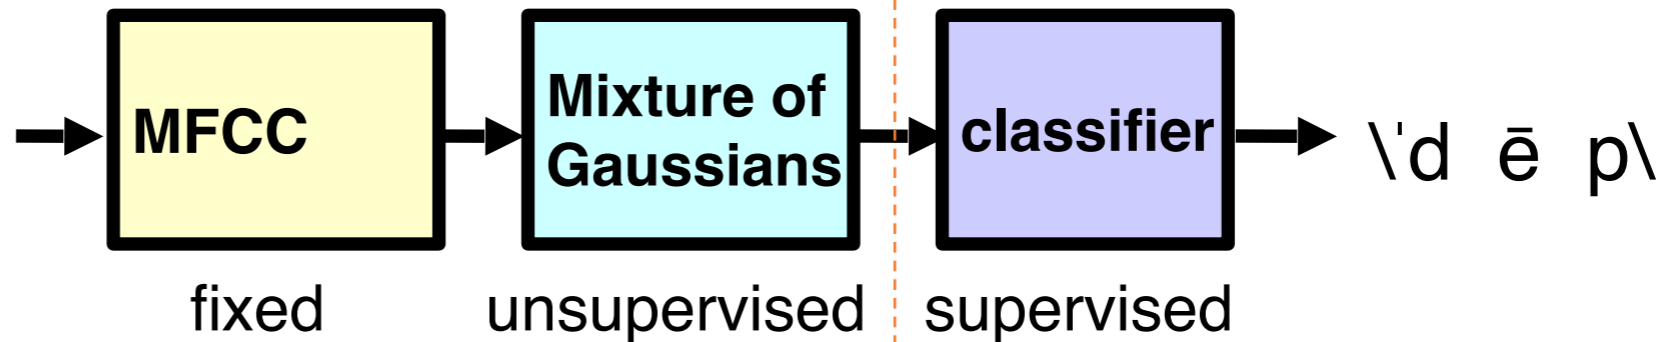 MFCC
Mixture of
Gaussians
classifier
\ˈd ē p\
fixed
unsupervised
supervised